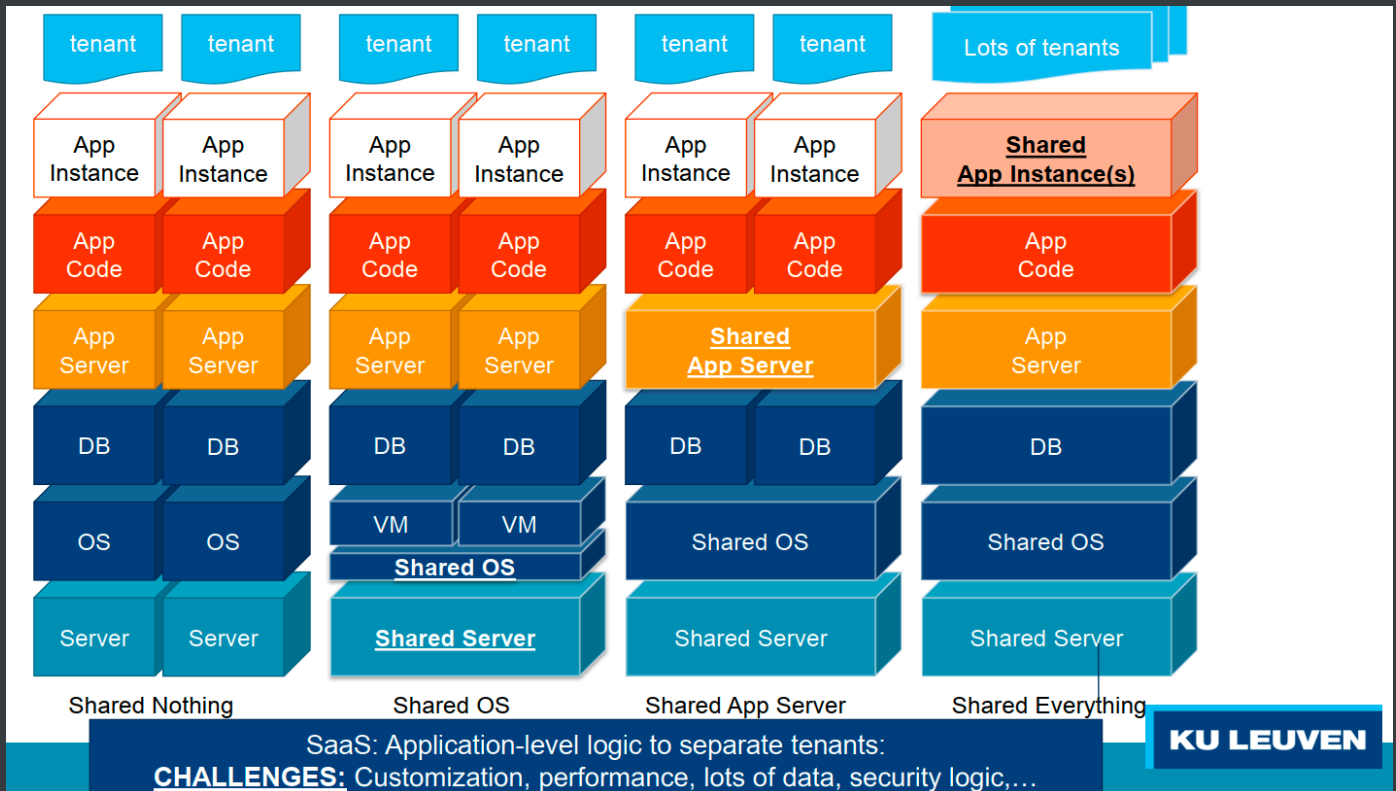 tenant
tenant
tenant
tenant
tenant
tenant
Lots of tenants
App
Instance
App
Instance
App
Instance
App
Instance
App
Instance
App
Instance
Shared
App Instance(s)
App
Code
App
Code
App
Code
App
Code
App
Code
App
Code
App
Code
App
Server
App
Server
App
Server
App
Server
Shared
App Server
App
Server
DB
DB
DB
DB
DB
DB
DB
OS
OS
VM
VM
Shared OS
Shared OS
Shared OS
Server
Server
Shared Server
Shared Server
Shared Server
Shared Nothing
Shared OS
Shared App Server
Shared Everything
SaaS: Application-level logic to separate tenants:
CHALLENGES: Customization, performance, lots of data, security logic,…
KU LEUVEN